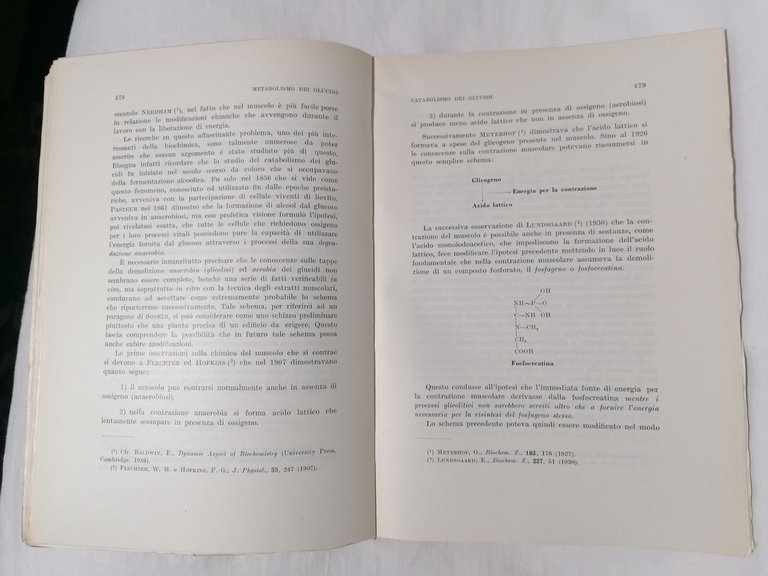 478
METABOLISMO DEI GLUCIDI
secondo NEEDHAM (¹), nel fatto che nel muscolo è più facile porre
in relazione le modificazioni chimiche che avvengono durante il
lavoro con la liberazione di energia.
Le ricerche su questo affascinante problema, uno dei più inte-
ressanti della biochimica, sono talmente numerose da poter
asserire che nessun argomento è stato studiato più di questo.
Bisogna infatti ricordare che lo studio del catabolismo dei glu-
cidi fu iniziato nel secolo scorso da coloro che si occupavano
della fermentazione alcoolica. Fu solo nel 1856 che si vide come
questo fenomeno, conosciuto ed utilizzato fin dalle epoche preisto-
riche, avveniva con la partecipazione di cellule viventi di lievito.
PASTEUR nel 1861 dimostrò che la formazione di alcool dal glucoso
avveniva in anaerobiosi, ma con profetica visione formulò l'ipotesi,
poi rivelatasi esatta, che tutte le cellule che richiedono ossigeno
per i loro processi vitali possiedono pure la capacità di utilizzare
l'energia fornita dal glucoso attraverso i processi della sua degra-
dazione anaerobia.
È necessario innanzitutto precisare che le conoscenze sulle tappe
della demolizione anaerobia (glicolisi) ed aerobia dei glucidi non
sembrano essere complete, benchè una serie di fatti verificabili in
vivo, ma soprattutto in vitro con la tecnica degli estratti muscolari,
conducano ad accettare come estremamente probabile lo schema
che riporteremo successivamente. Tale schema, per riferirci ad un
paragone di SOSKIN, si può considerare come uno schizzo preliminare
piuttosto che una pianta precisa di un edificio da erigere. Questo
lascia comprendere la possibilità che in futuro tale schema possa
anche subire modificazioni.
Le prime osservazioni sulla chimica del muscolo che si contrae
si devono a FLECHTER ed HOPKINS (²) che nel 1907 dimostravano
quanto segue:
1) il muscolo può contrarsi normalmente anche in assenza di
ossigeno (anaerobiosi).
2) nella contrazione anaerobia si forma acido lattico che
lentamente scompare in presenza di ossigeno.
(¹) Cfr. BALDWIN, E., Dynamic Aspect of Biochemistry (University Press,
Cambridge, 1959).
(²) FLECHTER, W. M. e HOPKINS, F. G., J. Physiol., 35, 247 (1907).
CATABOLISMO DEI GLUCIDI
479
3) durante la contrazione in presenza di ossigeno (aerobiosi)
si produce meno acido lattico che non in assenza di ossigeno.
Successivamente MEYERHOF (¹) dimostrava che l'acido lattico si
formava a spese del glicogeno presente nel muscolo. Sino al 1926
le conoscenze sulla contrazione muscolare potevano riassumersi in
questo semplice schema:
Glicogeno
Energia per la contrazione
Acido lattico
La successiva osservazione di LUNDSGAARD (²) (1930) che la con-
trazione del muscolo è possibile anche in presenza di sostanze, come
l'acido monoiodoacetico, che impediscono la formazione dell'acido
lattico, fece modificare l'ipotesi precedente mettendo in luce il ruolo
fondamentale che nella contrazione muscolare assumeva la demoli-
zione di un composto fosforato, il fosfageno o fosfocreatina.
OH
NH~P—O
C—NH OH
N—CH₃
CH₂
COOH
Fosfocreatina
Questo condusse all'ipotesi che l'immediata fonte di energia per
la contrazione muscolare derivasse dalla fosfocreatina mentre i
processi glicolitici non sarebbero serviti altro che a fornire l'energia
necessaria per la risintesi del fosfageno stesso.
Lo schema precedente poteva quindi essere modificato nel modo
(¹) MEYERHOF, O., Biochem. Z., 183, 176 (1927).
(²) LUNDSGAARD, E., Biochem. Z., 227, 51 (1930).